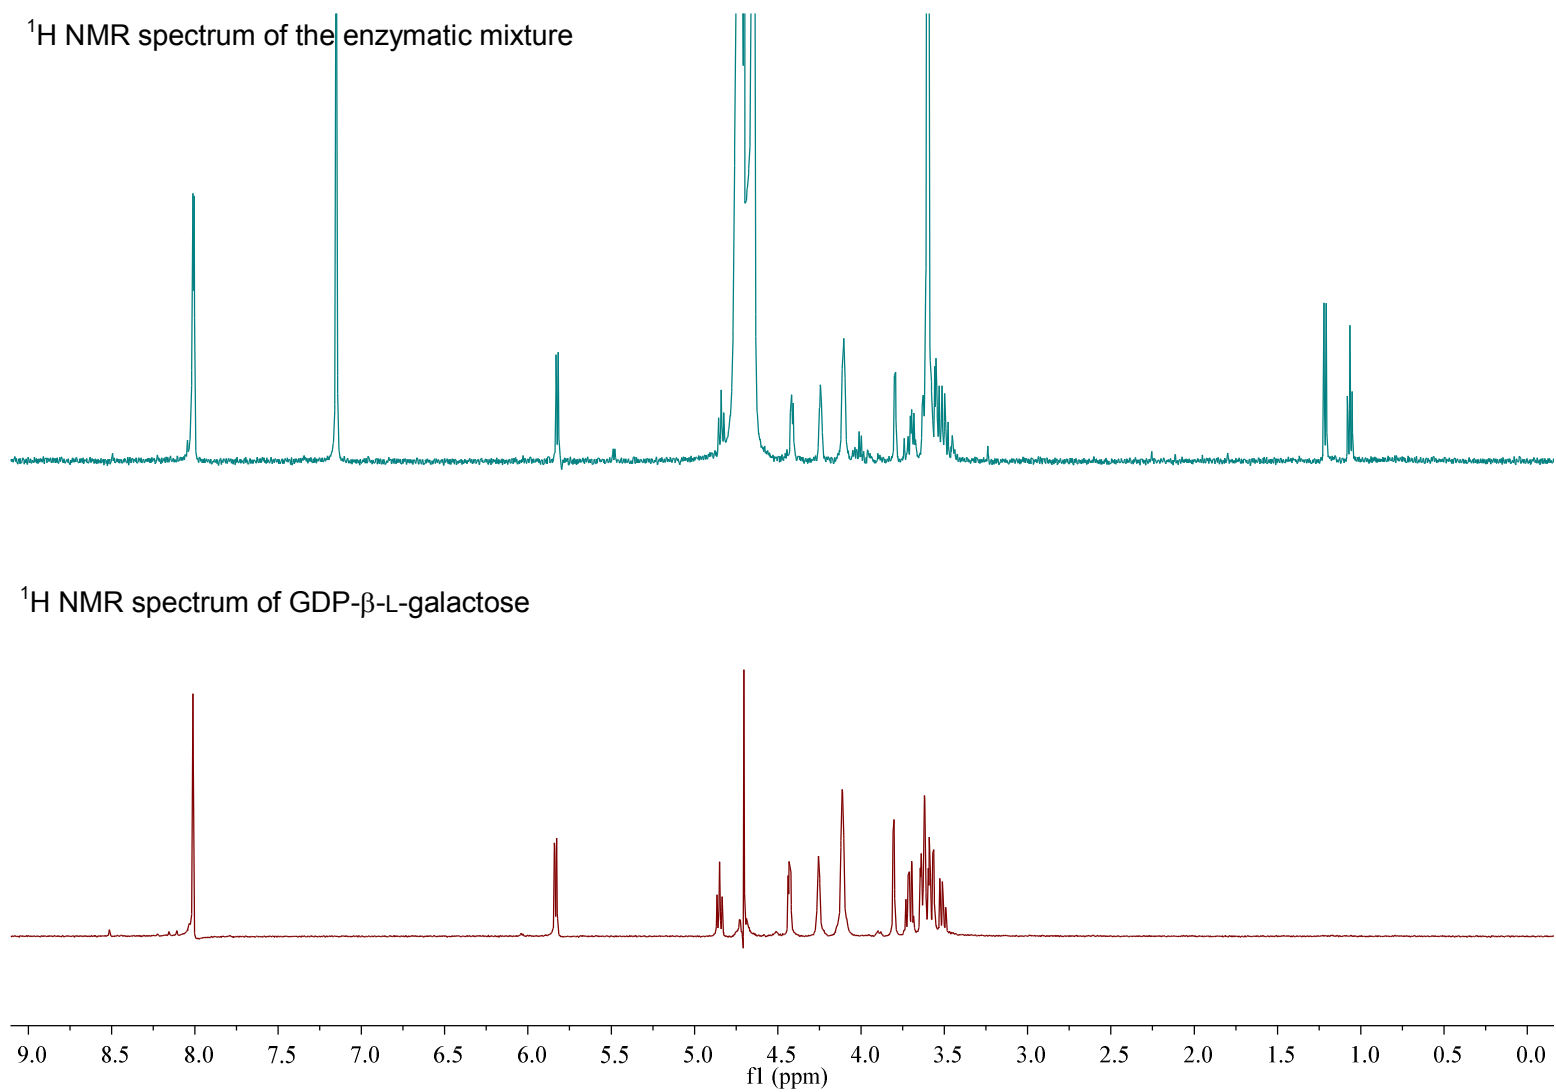 ¹H NMR spectrum of the enzymatic mixture
¹H NMR spectrum of GDP-β-L-galactose
9.0 8.5 8.0 7.5 7.0 6.5 6.0 5.5 5.0 4.5 4.0 3.5 3.0 2.5 2.0 1.5 1.0 0.5 0.0
f1 (ppm)